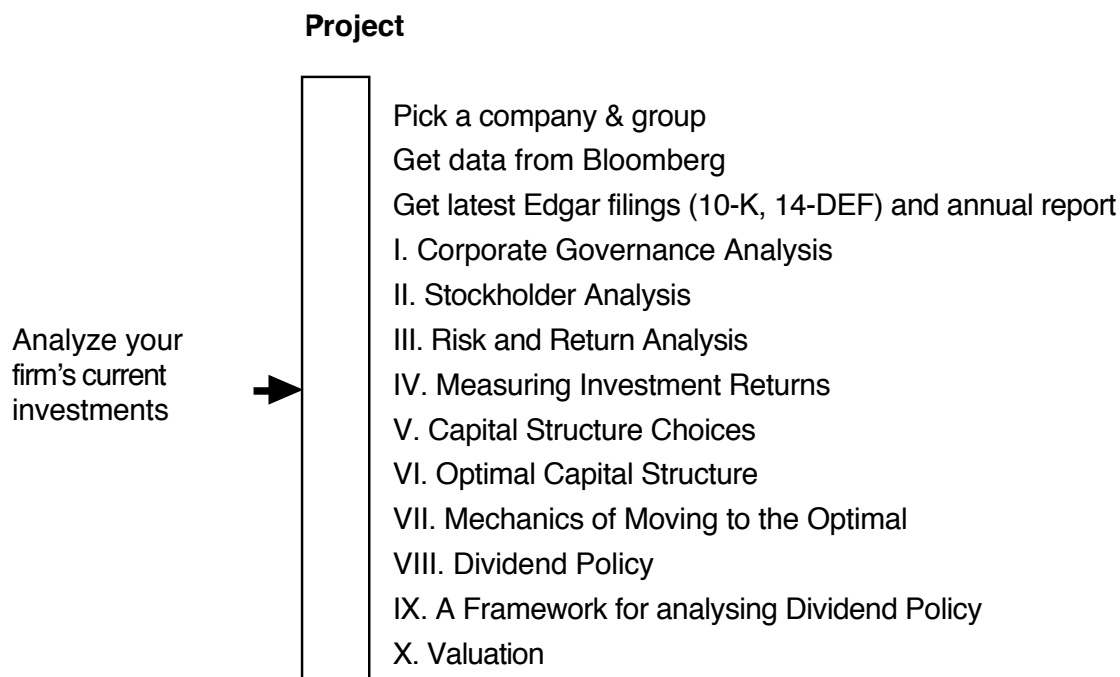 Project
Pick a company & group
Get data from Bloomberg
Get latest Edgar filings (10-K, 14-DEF) and annual report
I. Corporate Governance Analysis
II. Stockholder Analysis
III. Risk and Return Analysis
IV. Measuring Investment Returns
V. Capital Structure Choices
VI. Optimal Capital Structure
VII. Mechanics of Moving to the Optimal
VIII. Dividend Policy
IX. A Framework for analysing Dividend Policy
X. Valuation
Analyze your
firm's current
investments